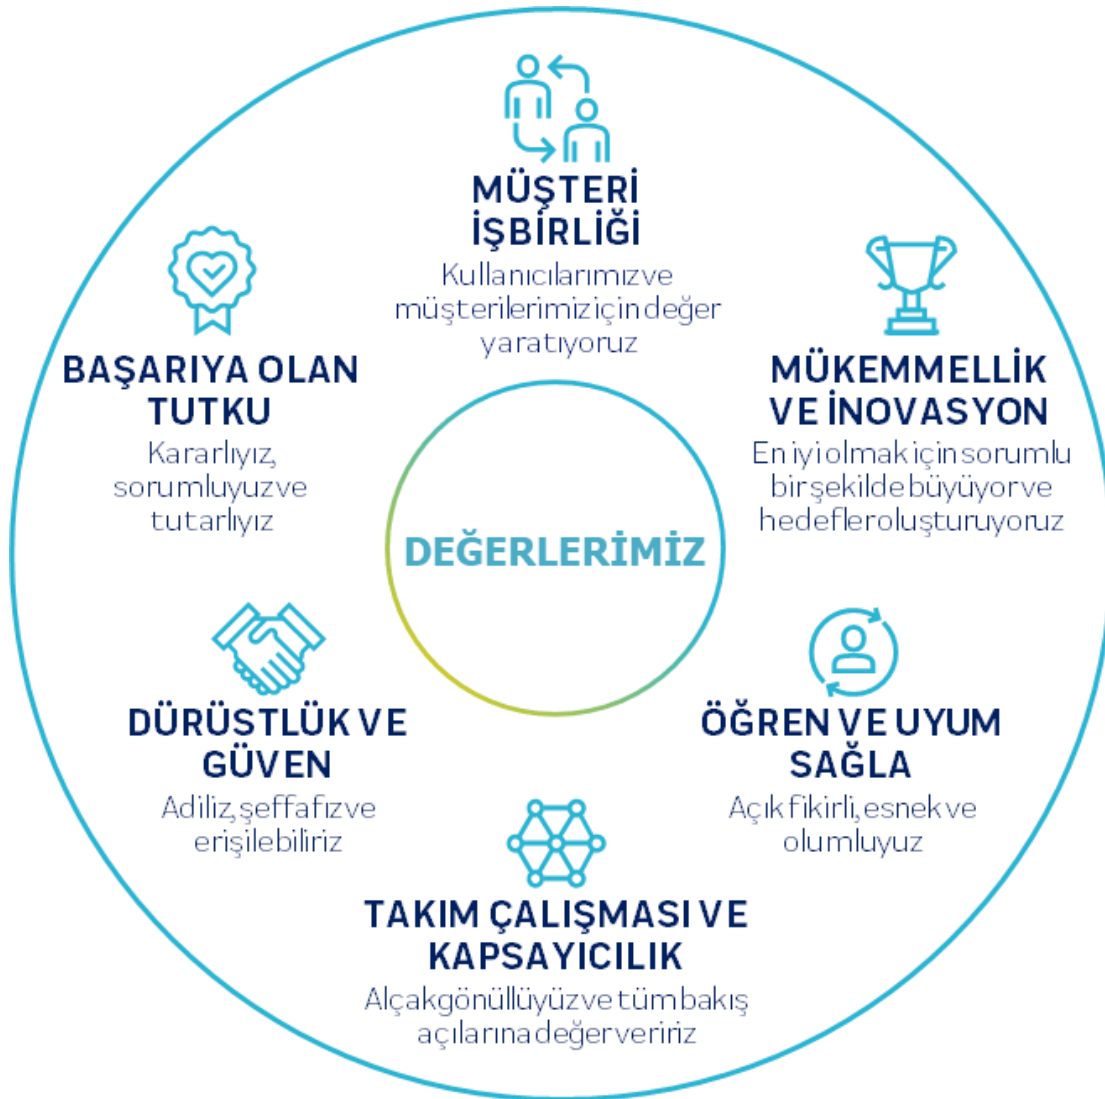 MÜŞTERİ
İŞBİRLİĞİ
Kullanıcılarımız ve
müşterilerimiz için değer
yaratıyoruz
MÜKEMMELLİK
VE İNOVASYON
En iyi olmak için sorumlu
bir şekilde büyüyor ve
hedefler oluşturuyoruz
ÖĞREN VE UYUM
SAĞLA
Açık fikirli, esnek ve
olumluyuz
TAKIM ÇALIŞMASI VE
KAPSAYICILIK
Alçakgönüllüyüz ve tüm bakış
açılarına değer veririz
DÜRÜSTLÜK VE
GÜVEN
Adiliz, şeffafız ve
erişilebiliriz
BAŞARIYA OLAN
TUTKU
Kararlıyız,
sorumluyuz ve
tutarlıyız
DEĞERLERİMİZ